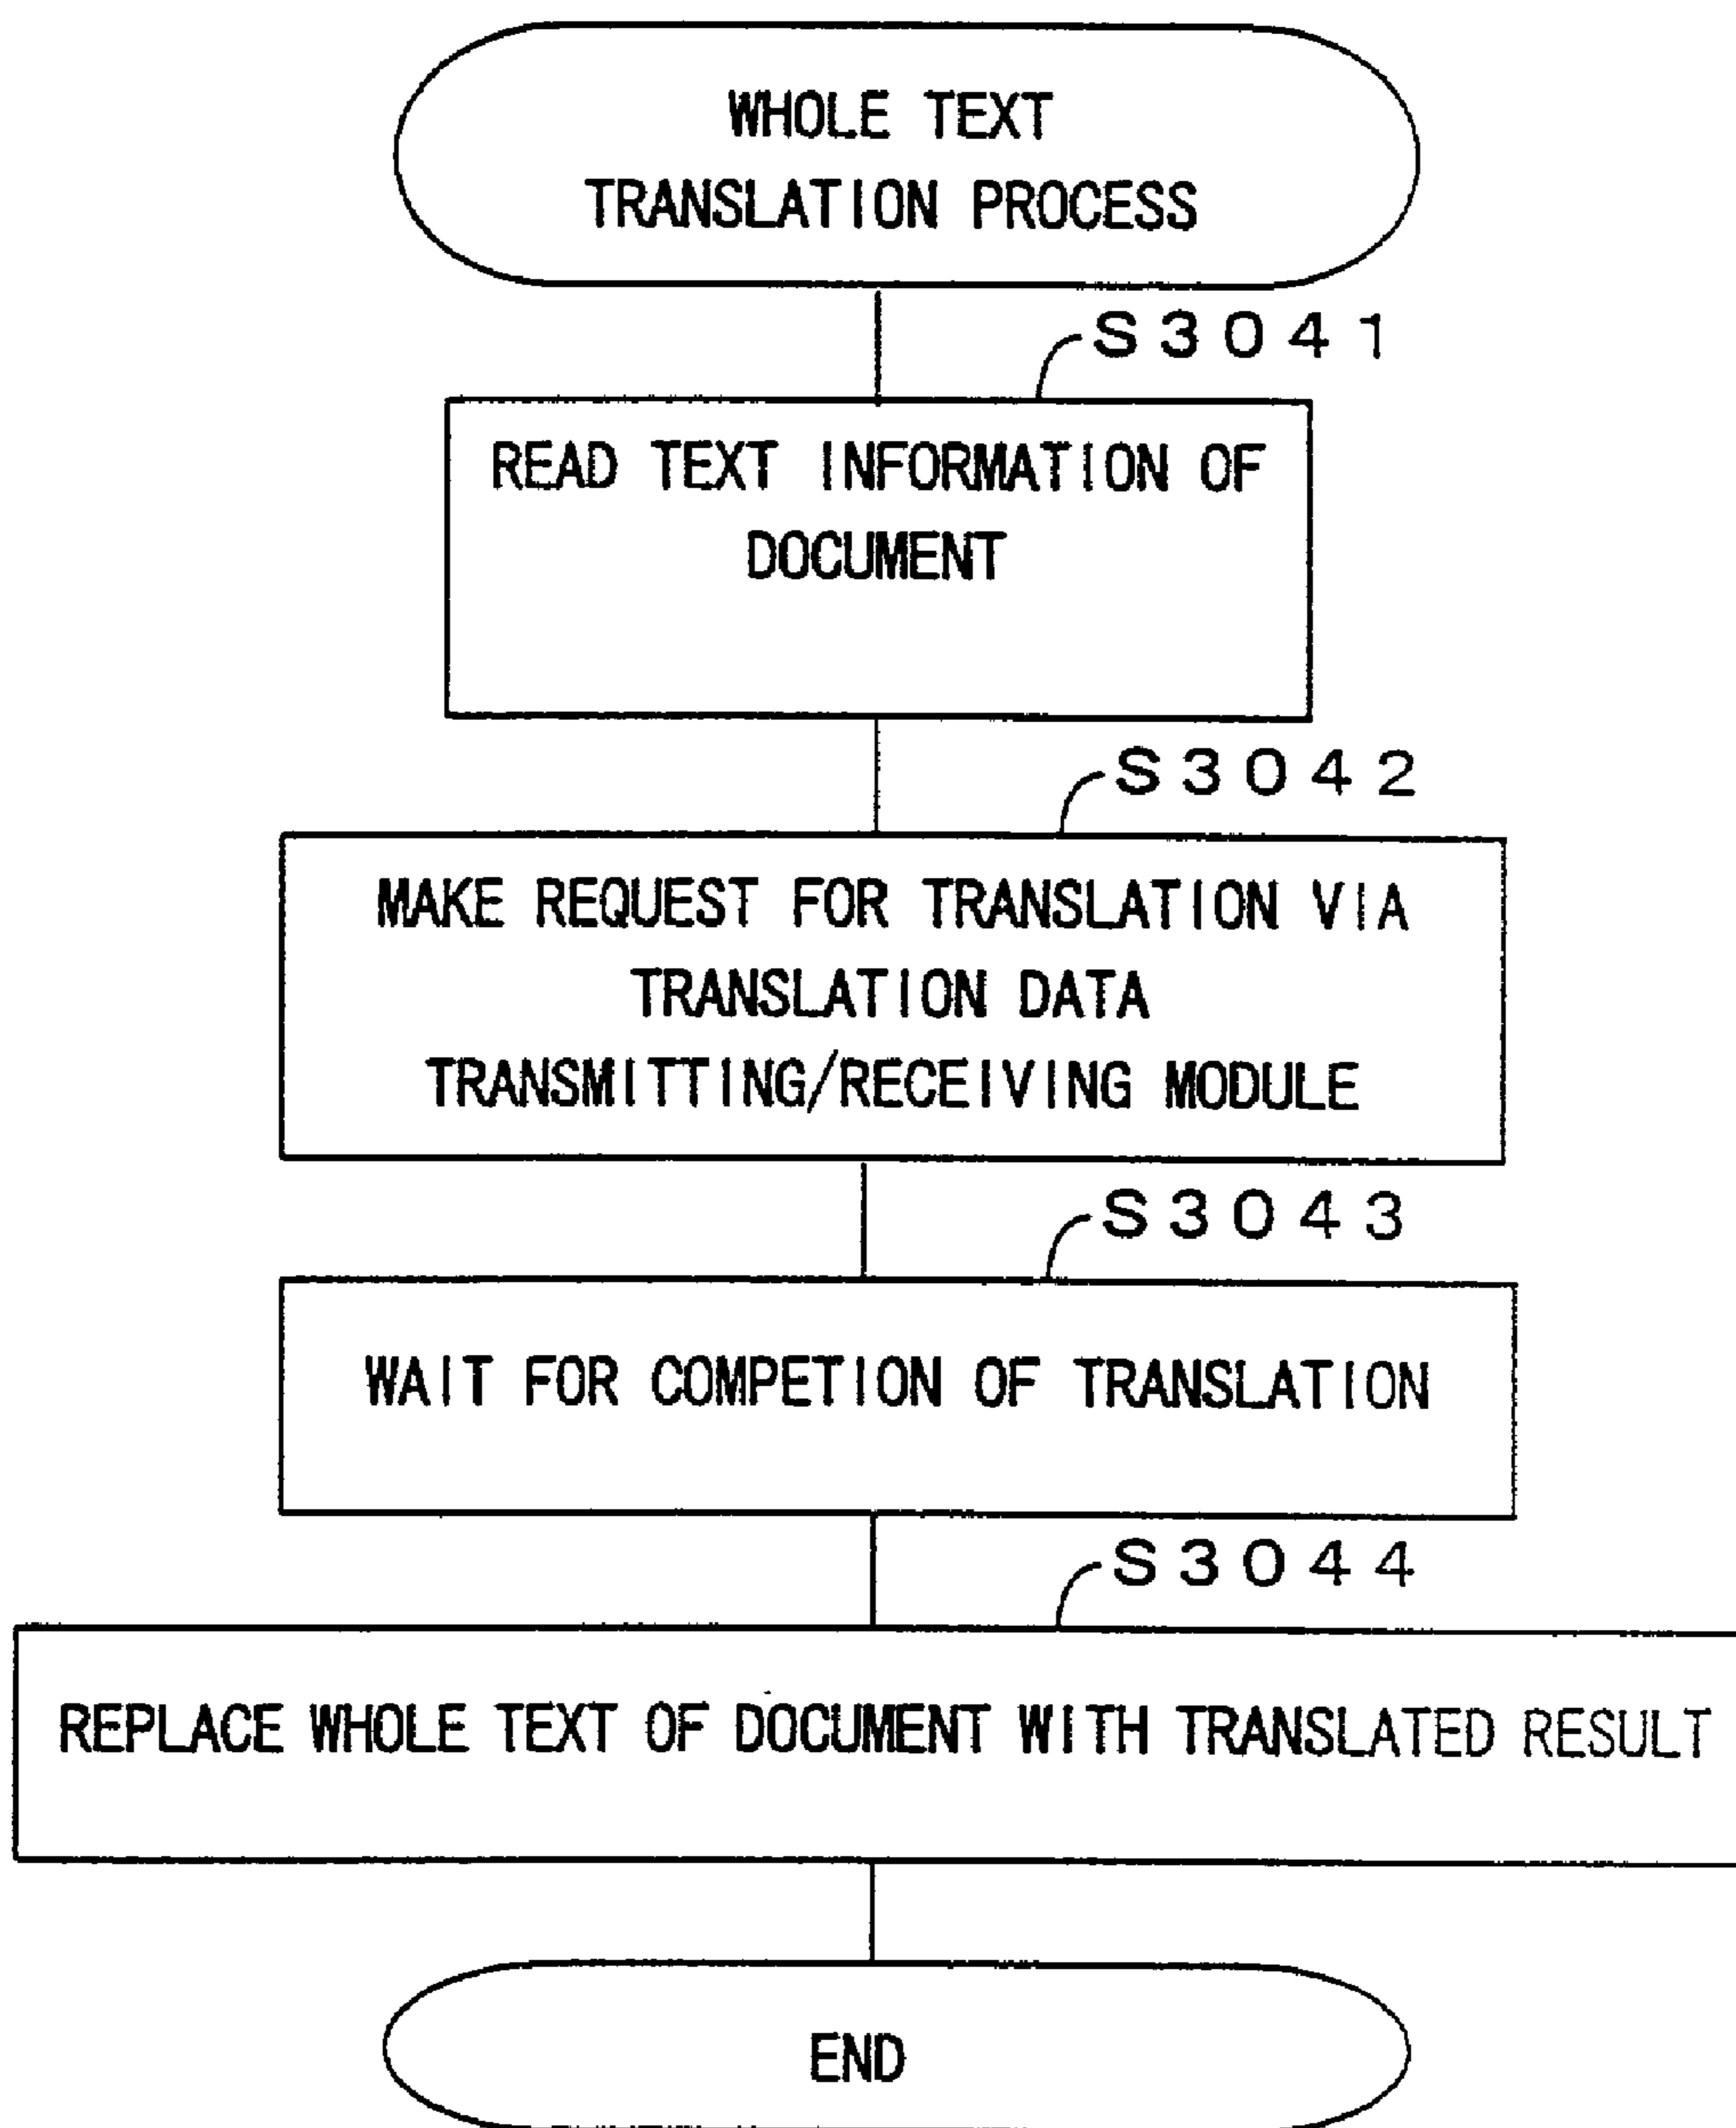 WHOLE TEXT
TRANSLATION PROCESS
S3041
READ TEXT INFORMATION OF
DOCUMENT
S3042
MAKE REQUEST FOR TRANSLATION VIA
TRANSLATION DATA
TRANSMITTING/RECEIVING MODULE
S3043
WAIT FOR COMPETION OF TRANSLATION
S3044
REPLACE WHOLE TEXT OF DOCUMENT WITH TRANSLATED RESULT
END